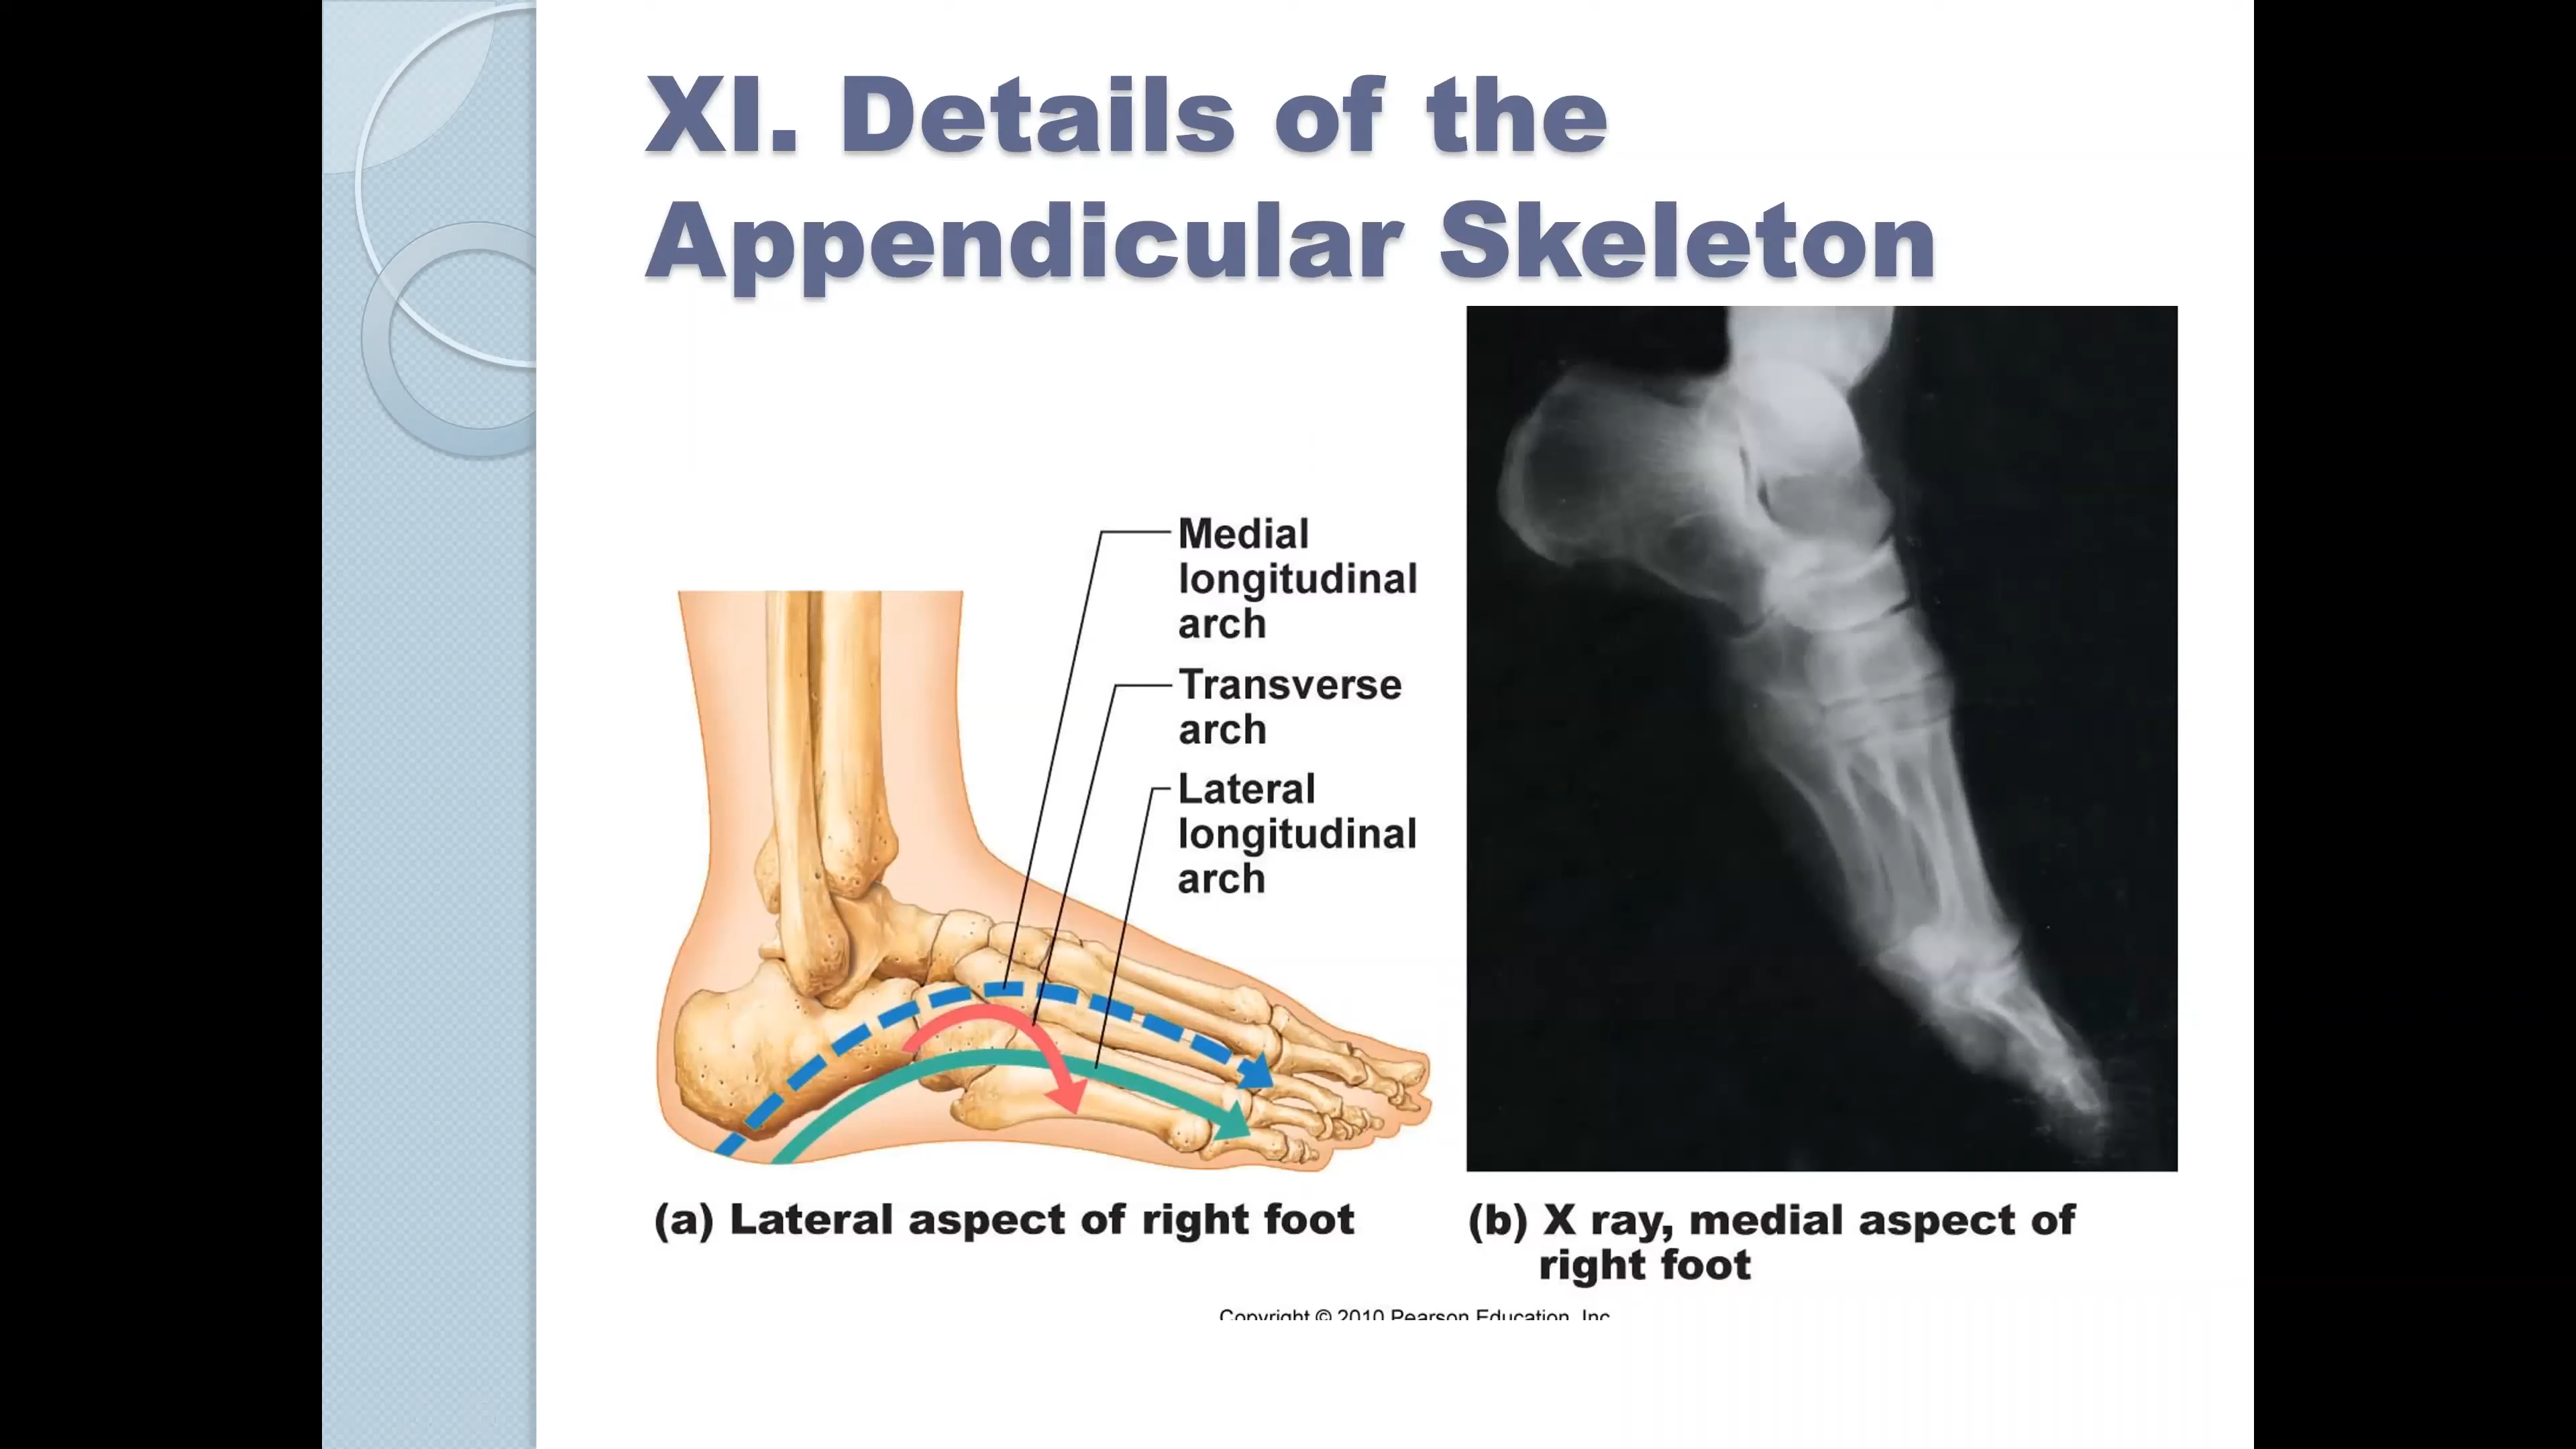 XI. Details of the
Appendicular Skeleton
Medial
longitudinal
arch
Transverse
arch
Lateral
longitudinal
arch
(a) Lateral aspect of right foot
(b) X ray, medial aspect of
right foot
Copyright © 2010 Pearson Education, Inc